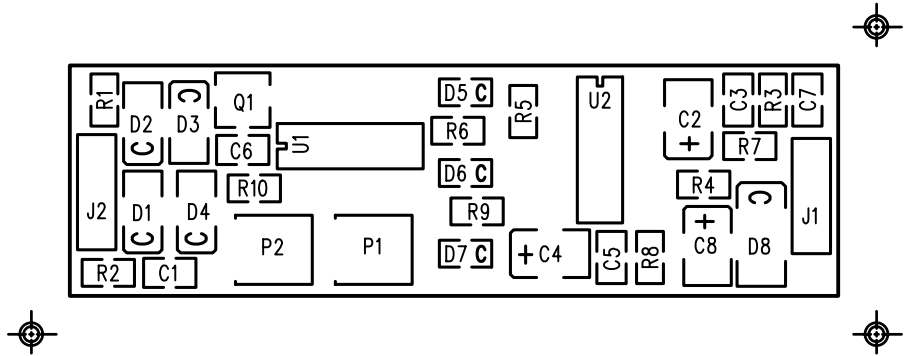 R1
D2
C
C
D3
Q1
C6
U1
D5 C
R6
D6 C
R5
U2
C2
+
C3
R3
C7
R7
R10
J2
D1
C
D4
C
P2
P1
R9
D7 C
+ C4
C5
R8
R4
+
C8
C
D8
J1
R2
C1